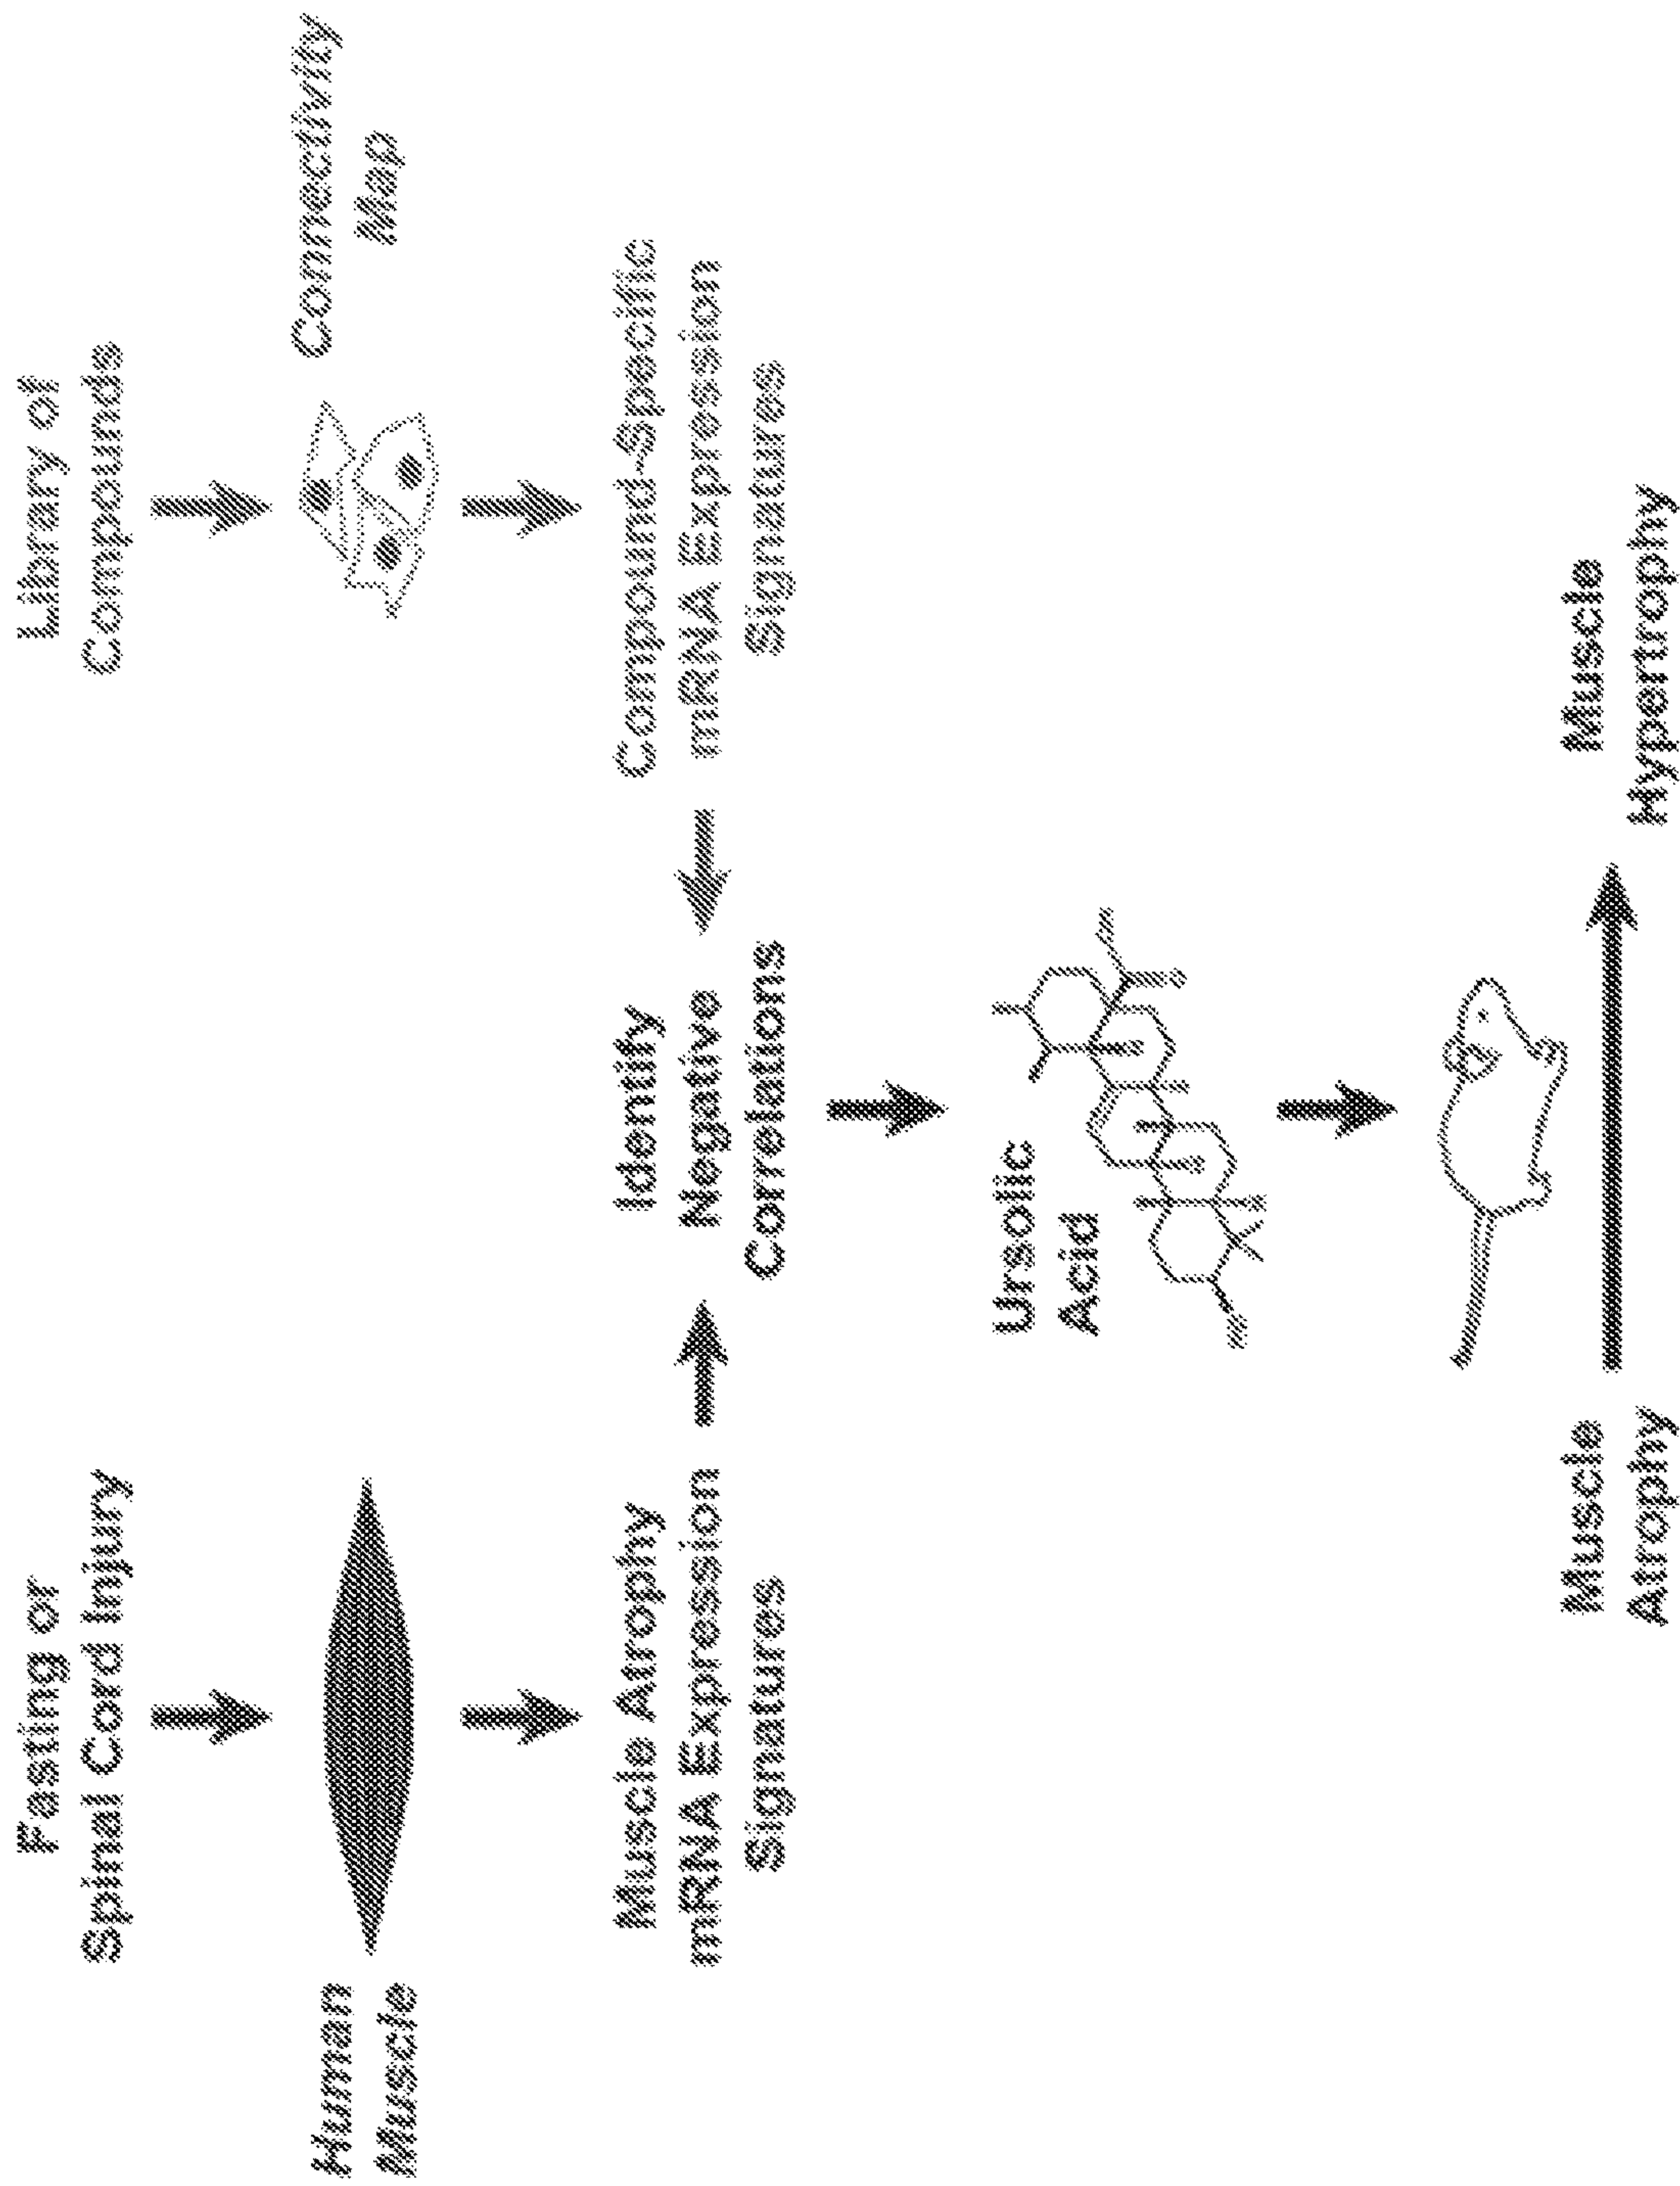 Fasting or
Spinal Cord Injury
Human
Muscle
Muscle Atrophy
mRNA Expression
Signatures
Library of
Compounds
Connectivity
Map
Compound-Specific
mRNA Expression
Signatures
Identify
Negative
Correlations
Ursolic
Acid
Muscle
Atrophy
Muscle
Hypertrophy